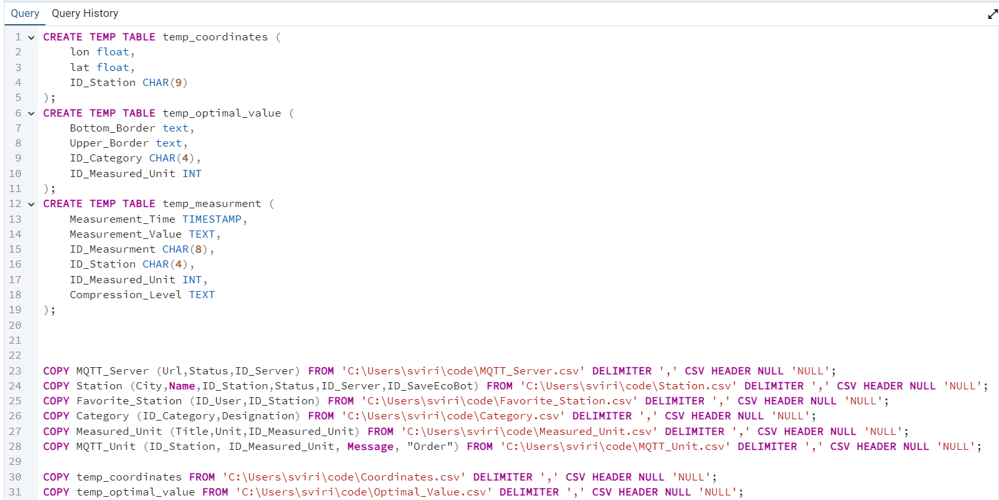 Query Query History
1 CREATE TEMP TABLE temp_coordinates (
2 lon float,
3 lat float,
4 ID_Station CHAR(9)
5 );
6 CREATE TEMP TABLE temp_optimal_value (
7 Bottom_Border text,
8 Upper_Border text,
9 ID_Category CHAR(4),
10 ID_Measured_Unit INT
11 );
12 CREATE TEMP TABLE temp_measurment (
13 Measurement_Time TIMESTAMP,
14 Measurement_Value TEXT,
15 ID_Measurment CHAR(8),
16 ID_Station CHAR(4),
17 ID_Measured_Unit INT,
18 Compression_Level TEXT
19 );
20
21
22
23 COPY MQTT_Server (Url,Status,ID_Server) FROM 'C:\Users\sviri\code\MQTT_Server.csv' DELIMITER ',' CSV HEADER NULL 'NULL';
24 COPY Station (City,Name,ID_Station,Status,ID_Server,ID_SaveEcoBot) FROM 'C:\Users\sviri\code\Station.csv' DELIMITER ',' CSV HEADER NULL 'NULL';
25 COPY Favorite_Station (ID_User,ID_Station) FROM 'C:\Users\sviri\code\Favorite_Station.csv' DELIMITER ',' CSV HEADER NULL 'NULL';
26 COPY Category (ID_Category,Designation) FROM 'C:\Users\sviri\code\Category.csv' DELIMITER ',' CSV HEADER NULL 'NULL';
27 COPY Measured_Unit (Title,Unit,ID_Measured_Unit) FROM 'C:\Users\sviri\code\Measured_Unit.csv' DELIMITER ',' CSV HEADER NULL 'NULL';
28 COPY MQTT_Unit (ID_Station, ID_Measured_Unit, Message, "Order") FROM 'C:\Users\sviri\code\MQTT_Unit.csv' DELIMITER ',' CSV HEADER NULL 'NULL';
29
30 COPY temp_coordinates FROM 'C:\Users\sviri\code\Coordinates.csv' DELIMITER ',' CSV HEADER NULL 'NULL';
31 COPY temp_optimal_value FROM 'C:\Users\sviri\code\Optimal_Value.csv' DELIMITER ',' CSV HEADER NULL 'NULL';